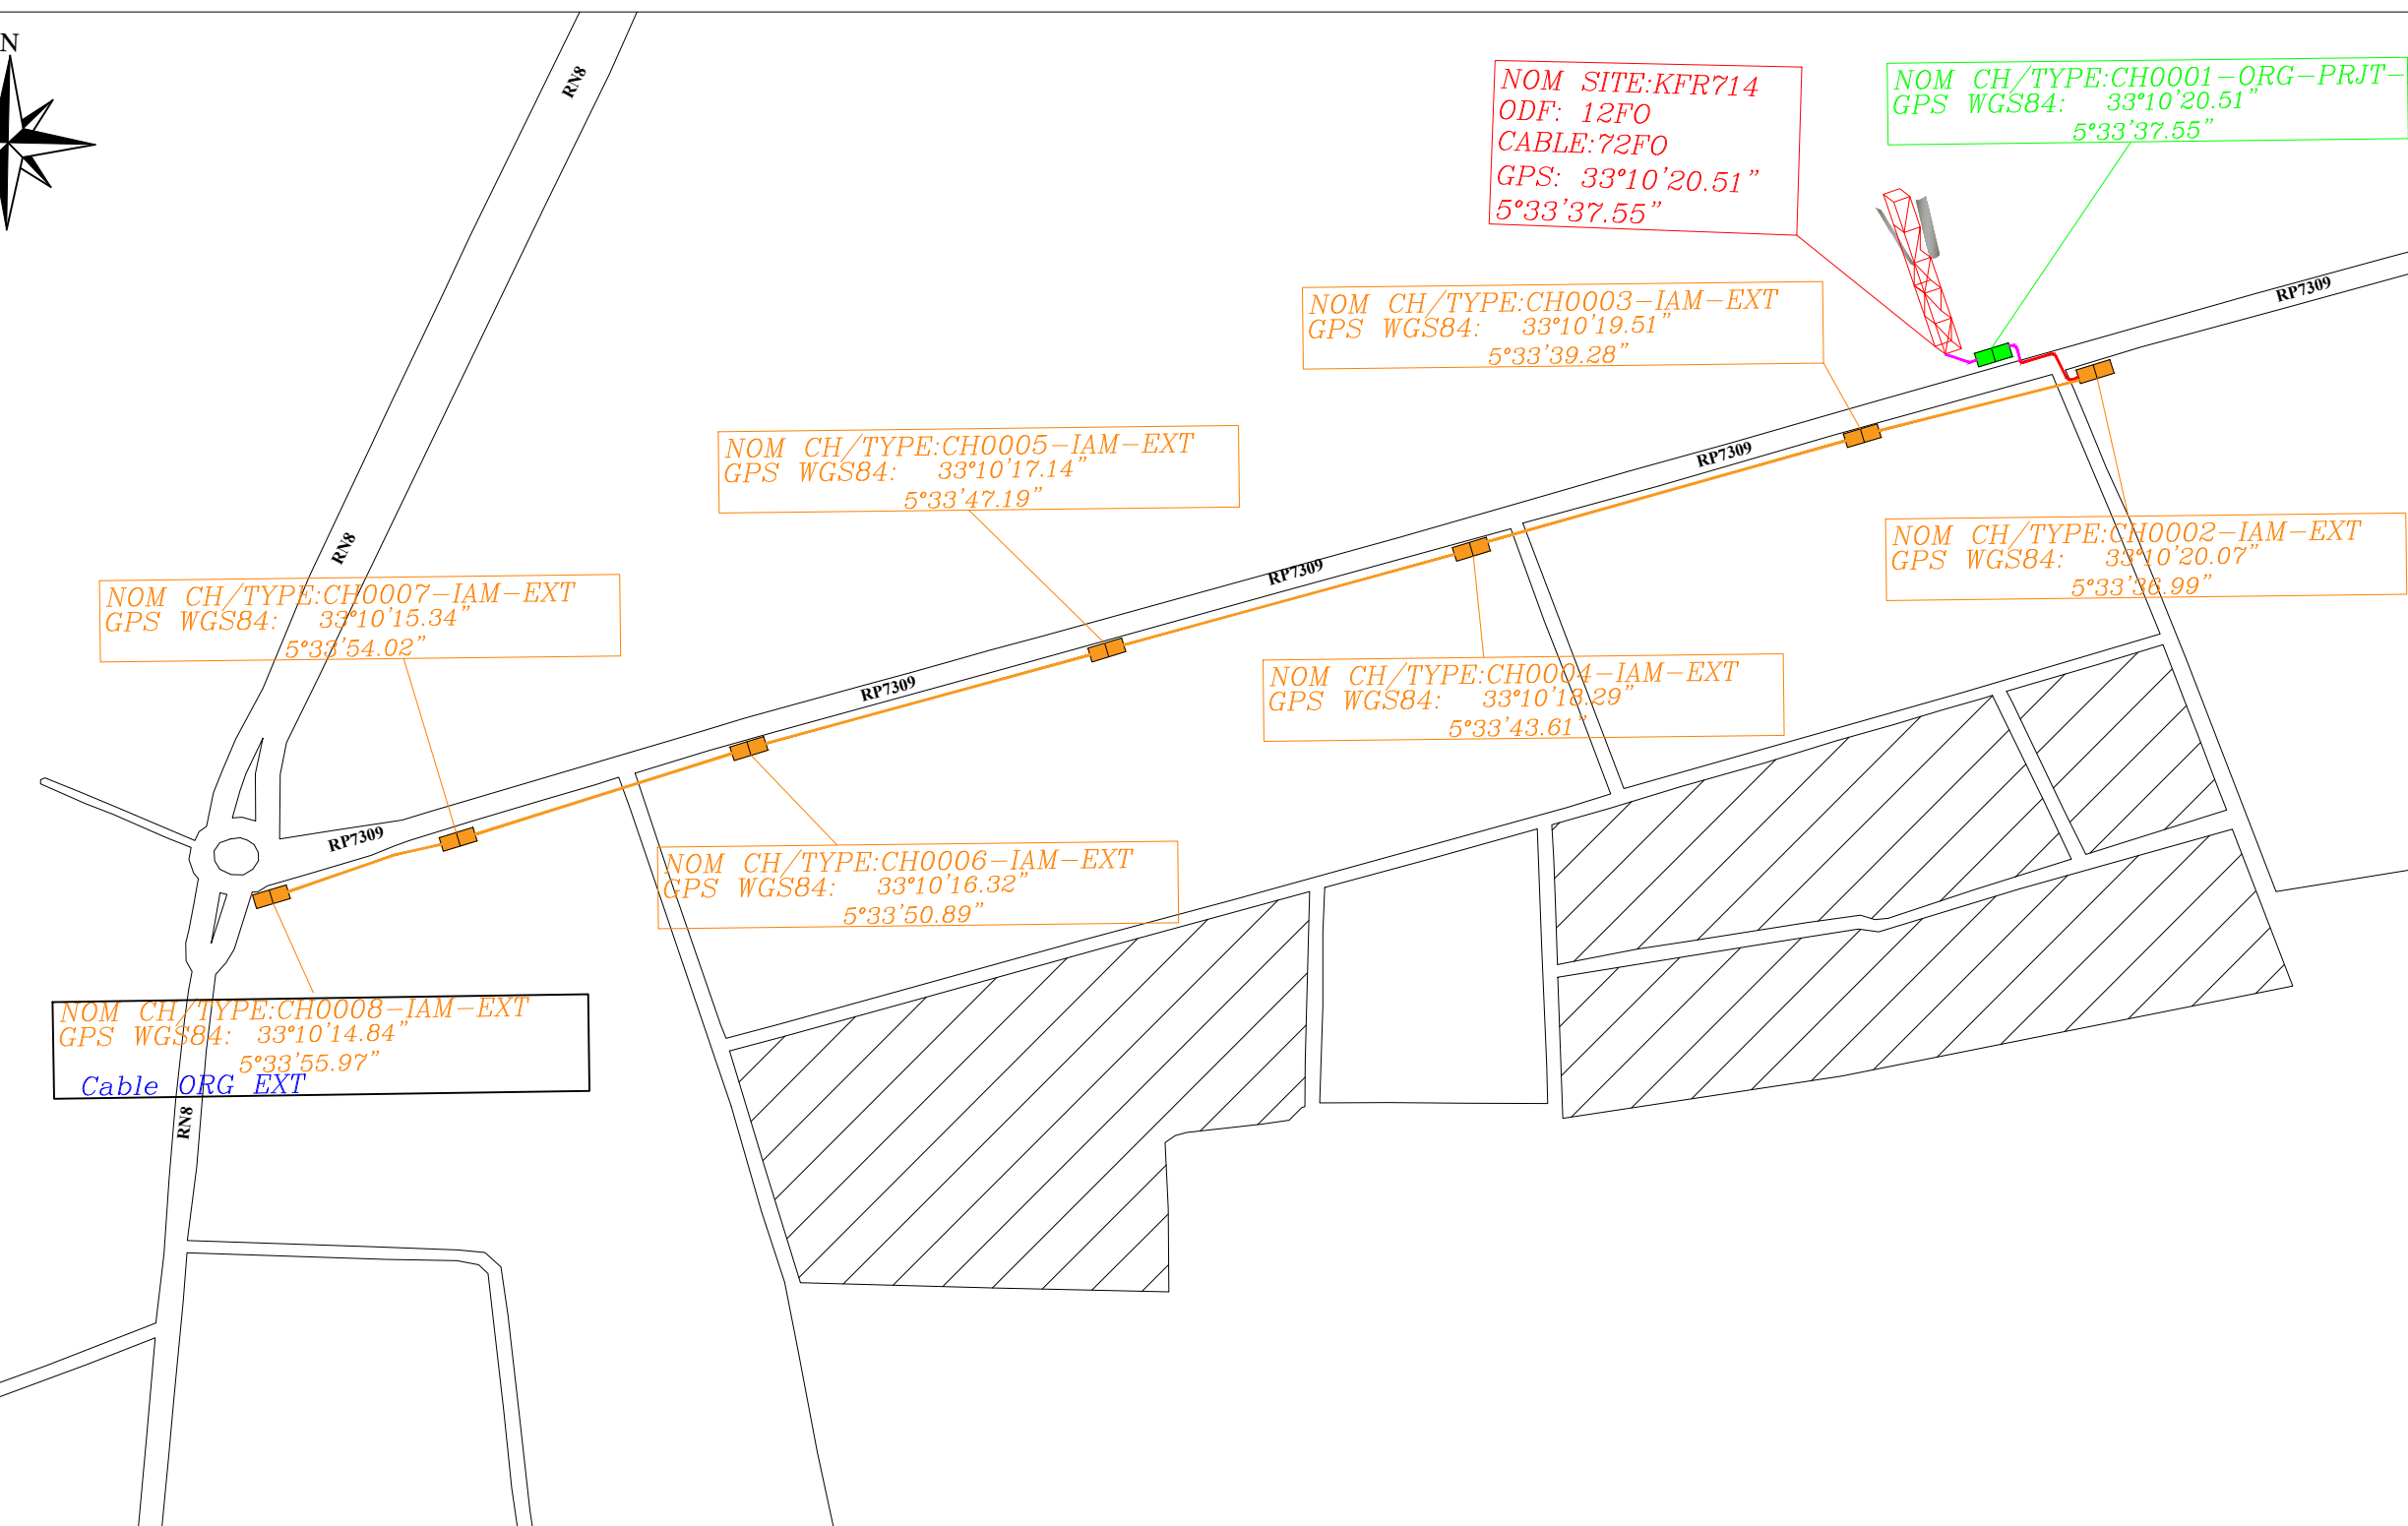 N
RN8
NOM SITE:KFR714
ODF: 12FO
CABLE:72FO
GPS: 33°10'20.51"
5°33'37.55"
NOM CH/TYPE:CH0001-ORG-PRJT-
GPS WGS84: 33°10'20.51"
5°33'37.55"
RP7309
NOM CH/TYPE:CH0003-IAM-EXT
GPS WGS84: 33°10'19.51"
5°33'39.28"
NOM CH/TYPE:CH0005-IAM-EXT
GPS WGS84: 33°10'17.14"
5°33'47.19"
RP7309
NOM CH/TYPE:CH0002-IAM-EXT
GPS WGS84: 33°10'20.07"
5°33'36.99"
RN8
RP7309
NOM CH/TYPE:CH0007-IAM-EXT
GPS WGS84: 33°10'15.34"
5°33'54.02"
NOM CH/TYPE:CH0004-IAM-EXT
GPS WGS84: 33°10'18.29"
5°33'43.61"
RP7309
RP7309
NOM CH/TYPE:CH0006-IAM-EXT
GPS WGS84: 33°10'16.32"
5°33'50.89"
NOM CH/TYPE:CH0008-IAM-EXT
GPS WGS84: 33°10'14.84"
5°33'55.97"
Cable ORG EXT
RN8